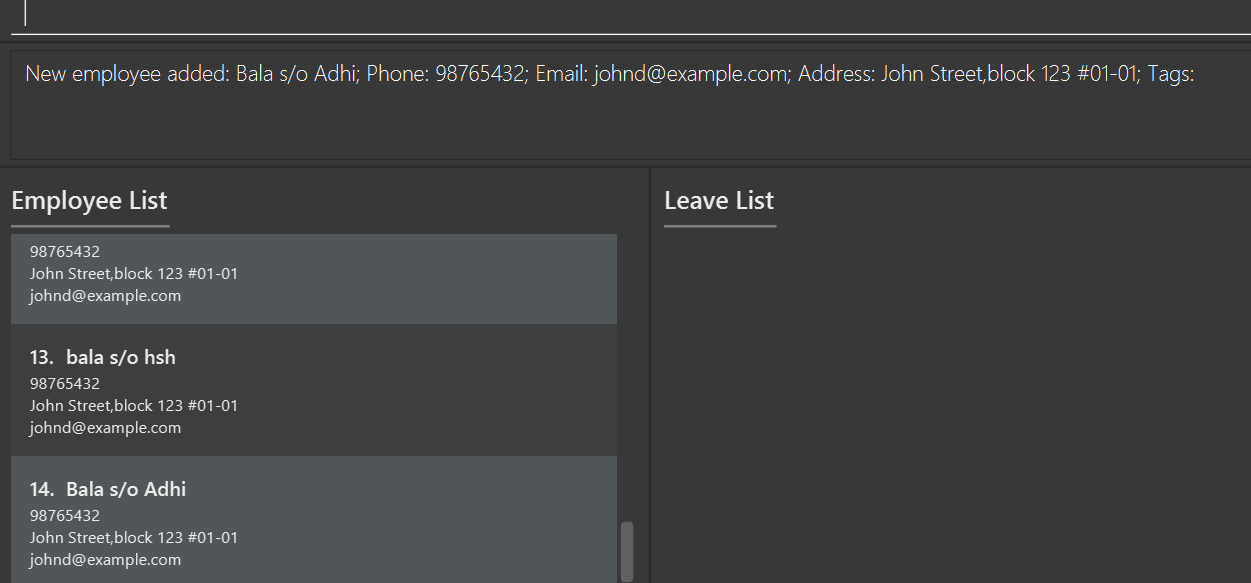 New employee added: Bala s/o Adhi; Phone: 98765432; Email: johnd@example.com; Address: John Street,block 123 #01-01; Tags:
Employee List
98765432
John Street,block 123 #01-01
johnd@example.com
13. bala s/o hsh
98765432
John Street,block 123 #01-01
johnd@example.com
14. Bala s/o Adhi
98765432
John Street,block 123 #01-01
johnd@example.com
Leave List